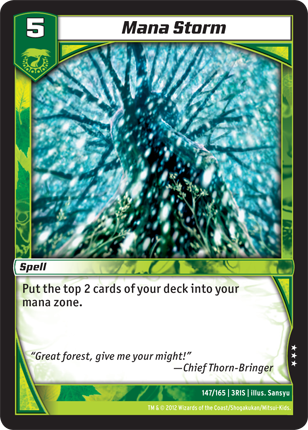 5
Mana Storm
Spell
Put the top 2 cards of your deck into your
mana zone.
"Great forest, give me your might!"
—Chief Thorn-Bringer
147/165 | 3RIS | illus. Sansyu
TM & © 2012 Wizards of the Coast/Shogakukan/Mitsui-Kids